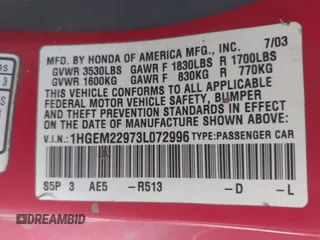 MFD. BY HONDA OF AMERICA MFG., INC. 7/03
GVWR 3530LBS GAWR F 1830LBS R 1700LBS
GVWR 1600KG GAWR F 830KG R 770KG
THIS VEHICLE CONFORMS TO ALL APPLICABLE
FEDERAL MOTOR VEHICLE SAFETY, BUMPER
AND THEFT PREVENTION STANDARDS IN EFFECT
ON THE DATE OF MANUFACTURE SHOWN ABOVE.
V.I.N.: 1HGEM22973L072996 TYPE:PASSENGER CAR
S5P 3 AE5 -R513 -D -L
DREAMBID